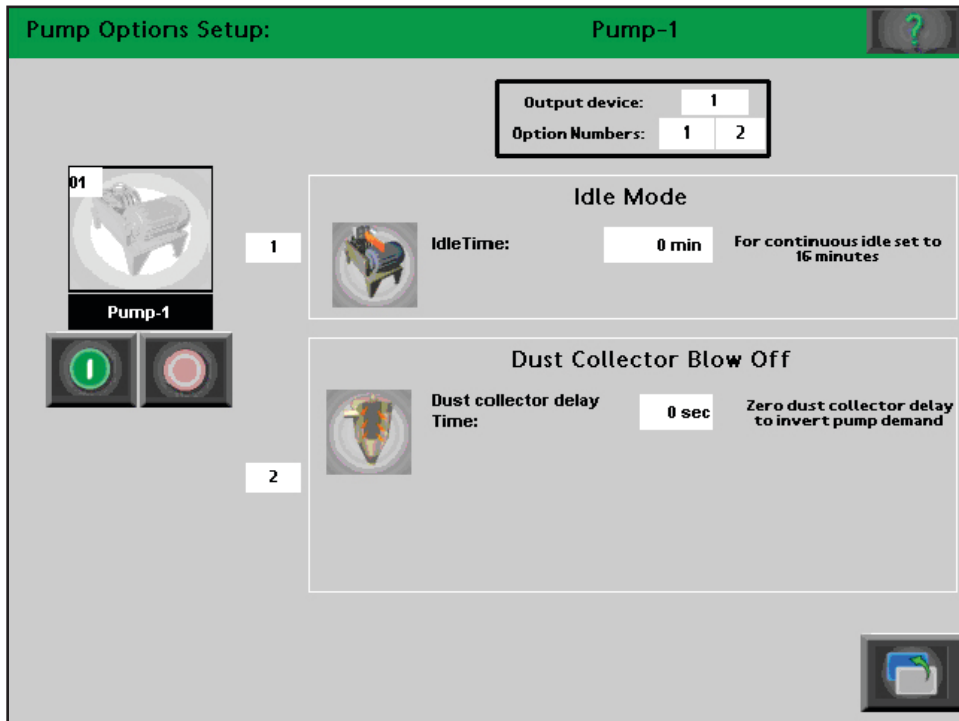 Pump Options Setup:
Pump-1
?
Output device:
1
Option Numbers:
1
2
01
Pump-1
1
Idle Mode
IdleTime:
0 min
For continuous idle set to
16 minutes
2
Dust Collector Blow Off
Dust collector delay
Time:
0 sec
Zero dust collector delay
to invert pump demand